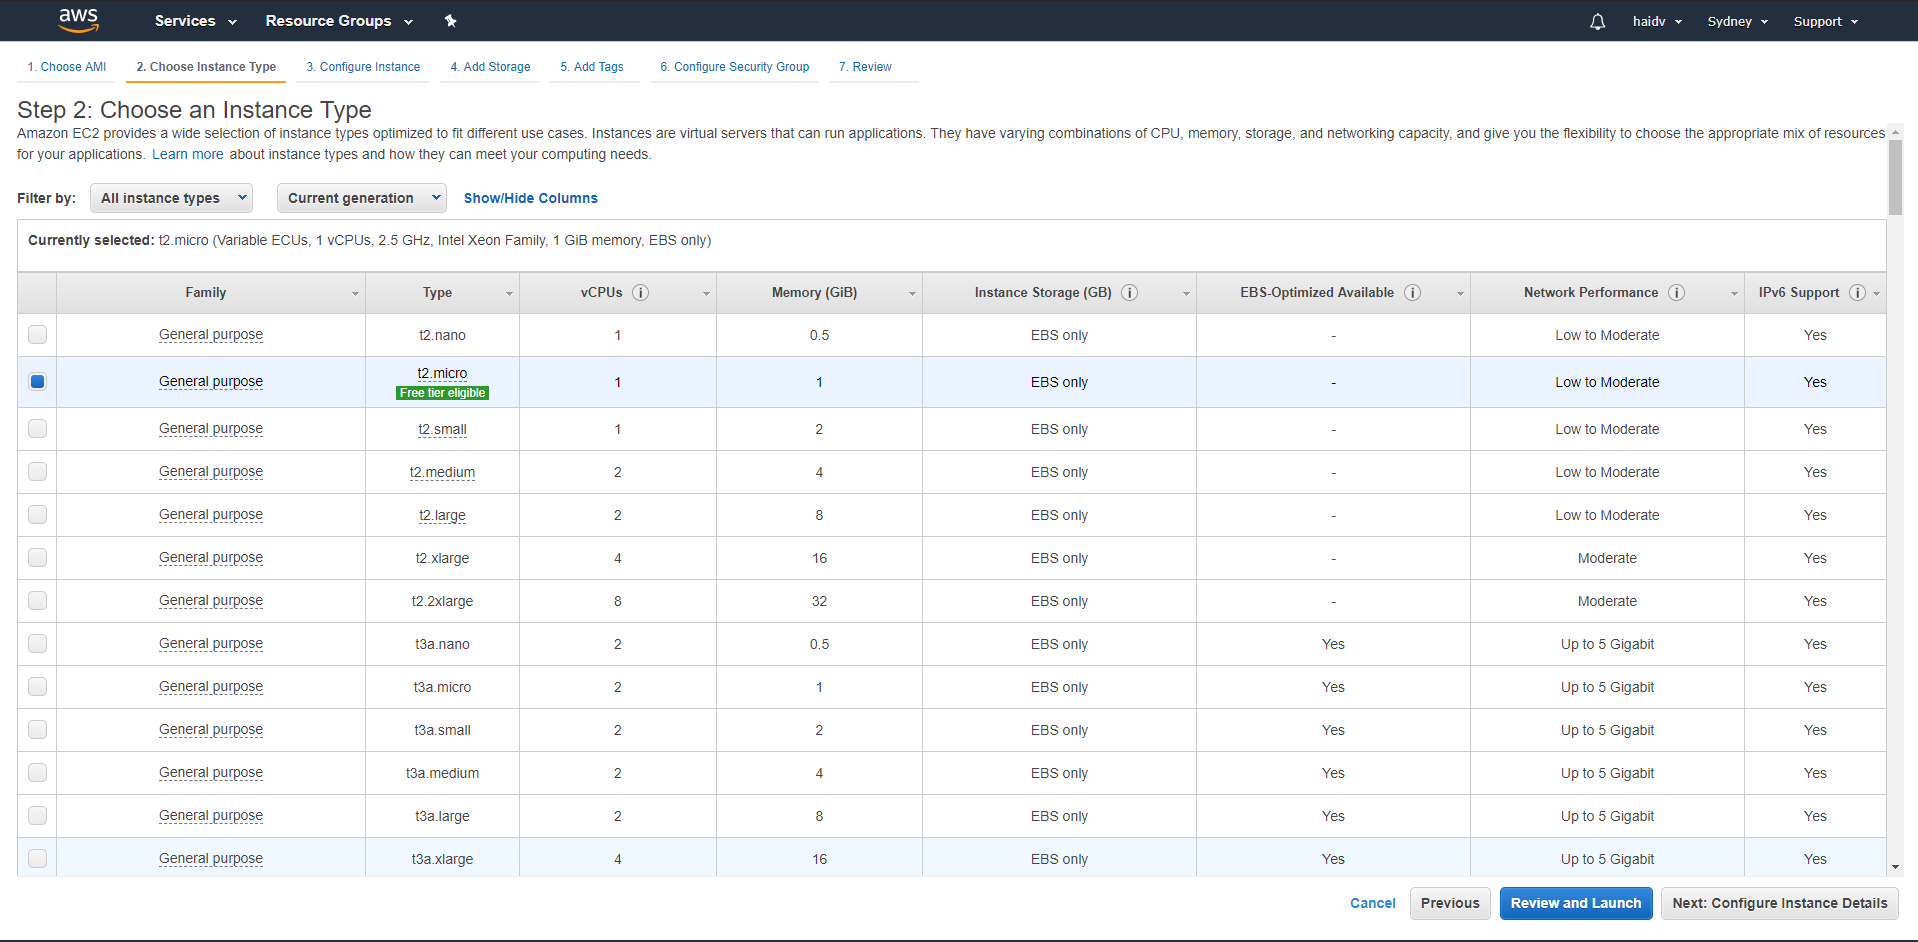 aws Services Resource Groups haidv Sydney Support
1. Choose AMI 2. Choose Instance Type 3. Configure Instance 4. Add Storage 5. Add Tags 6. Configure Security Group 7. Review
Step 2: Choose an Instance Type
Amazon EC2 provides a wide selection of instance types optimized to fit different use cases. Instances are virtual servers that can run applications. They have varying combinations of CPU, memory, storage, and networking capacity, and give you the flexibility to choose the appropriate mix of resources
for your applications. Learn more about instance types and how they can meet your computing needs.
Filter by: All instance types Current generation Show/Hide Columns
Currently selected: t2.micro (Variable ECUs, 1 vCPUs, 2.5 GHz, Intel Xeon Family, 1 GiB memory, EBS only)
Family Type vCPUs i Memory (GiB) Instance Storage (GB) i EBS-Optimized Available i Network Performance i IPv6 Support i
General purpose t2.nano 1 0.5 EBS only - Low to Moderate Yes
General purpose t2.micro 1 1 EBS only - Low to Moderate Yes
Free tier eligible
General purpose t2.small 1 2 EBS only - Low to Moderate Yes
General purpose t2.medium 2 4 EBS only - Low to Moderate Yes
General purpose t2.large 2 8 EBS only - Low to Moderate Yes
General purpose t2.xlarge 4 16 EBS only - Moderate Yes
General purpose t2.2xlarge 8 32 EBS only - Moderate Yes
General purpose t3a.nano 2 0.5 EBS only Yes Up to 5 Gigabit Yes
General purpose t3a.micro 2 1 EBS only Yes Up to 5 Gigabit Yes
General purpose t3a.small 2 2 EBS only Yes Up to 5 Gigabit Yes
General purpose t3a.medium 2 4 EBS only Yes Up to 5 Gigabit Yes
General purpose t3a.large 2 8 EBS only Yes Up to 5 Gigabit Yes
General purpose t3a.xlarge 4 16 EBS only Yes Up to 5 Gigabit Yes
Cancel Previous Review and Launch Next: Configure Instance Details